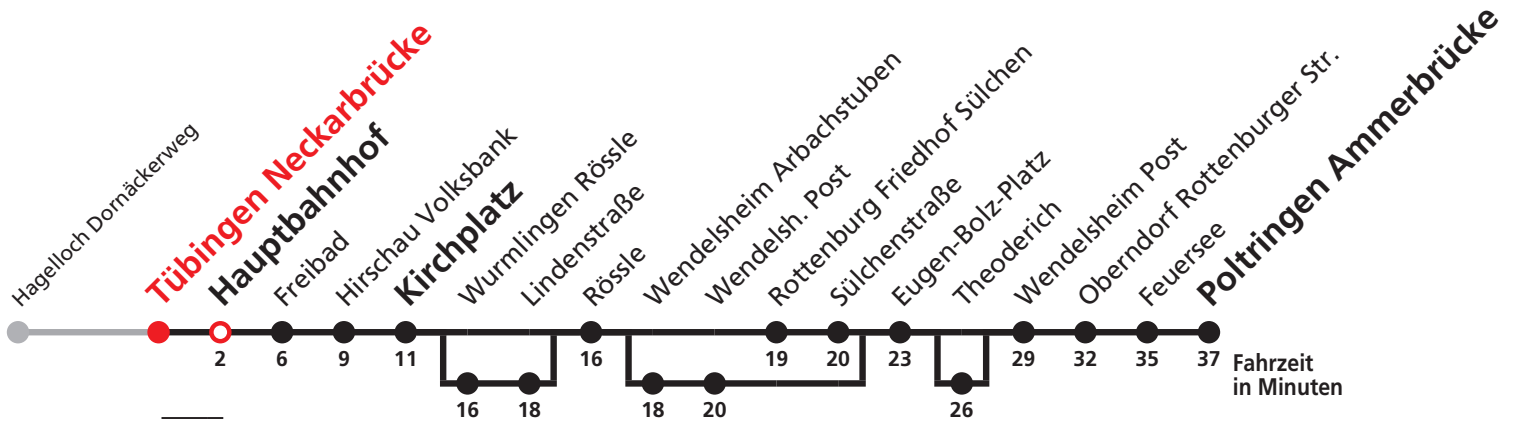 Hagelloch Dornäckerweg
Tübingen Neckarbrücke
Hauptbahnhof
Freibad
Hirschau Volksbank
Kirchplatz
Wurmlingen Rössle
Lindenstraße
Rössle
Wendelsheim Arbachstuben
Wendelsh. Post
Rottenburg Friedhof Sülchen
Sülchenstraße
Eugen-Bolz-Platz
Theoderich
Wendelsheim Post
Oberndorf Rottenburger Str.
Feuersee
Poltringen Ammerbrücke
2 6 9 11 16 19 20 23 29 32 35 37
Fahrzeit
in Minuten
16 18 18 20 26